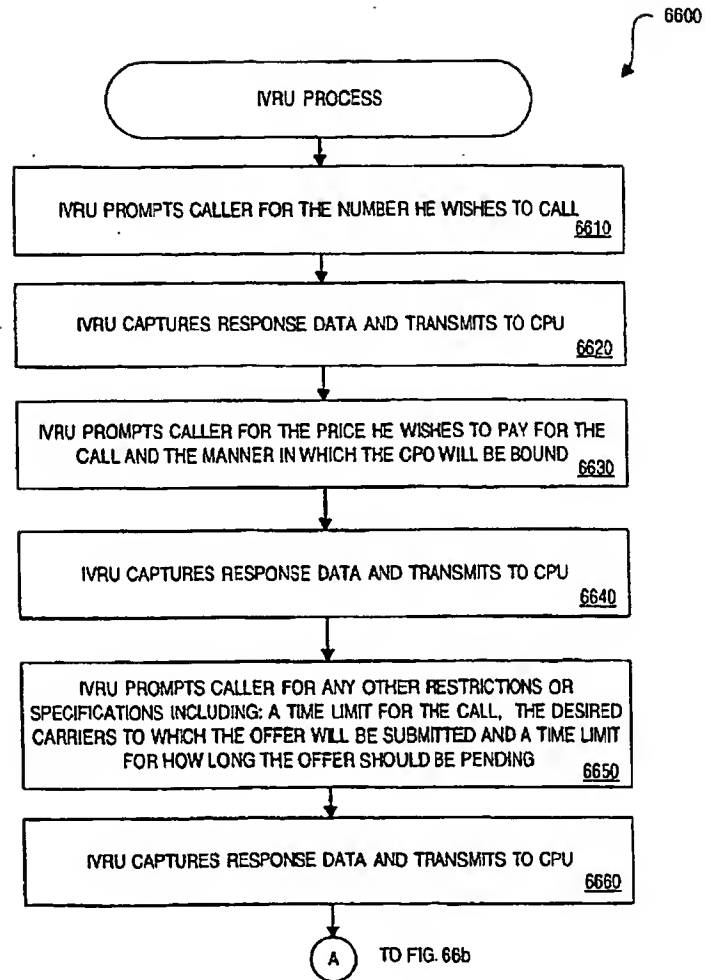 6600
IVRU PROCESS
IVRU PROMPTS CALLER FOR THE NUMBER HE WISHES TO CALL
6610
IVRU CAPTURES RESPONSE DATA AND TRANSMITS TO CPU
6620
IVRU PROMPTS CALLER FOR THE PRICE HE WISHES TO PAY FOR THE
CALL AND THE MANNER IN WHICH THE CPO WILL BE BOUND
6630
IVRU CAPTURES RESPONSE DATA AND TRANSMITS TO CPU
6640
IVRU PROMPTS CALLER FOR ANY OTHER RESTRICTIONS OR
SPECIFICATIONS INCLUDING: A TIME LIMIT FOR THE CALL, THE DESIRED
CARRIERS TO WHICH THE OFFER WILL BE SUBMITTED AND A TIME LIMIT
FOR HOW LONG THE OFFER SHOULD BE PENDING
6650
IVRU CAPTURES RESPONSE DATA AND TRANSMITS TO CPU
6660
A TO FIG. 66b